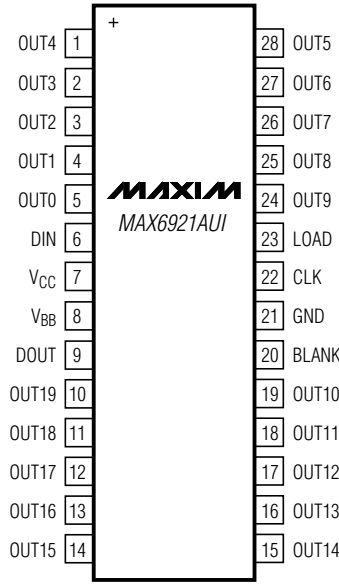 +
OUT4 1 28 OUT5
OUT3 2 27 OUT6
OUT2 3 26 OUT7
OUT1 4 25 OUT8
OUT0 5 MAXIM 24 OUT9
DIN 6 MAX6921AUI 23 LOAD
VCC 7 22 CLK
VBB 8 21 GND
DOUT 9 20 BLANK
OUT19 10 19 OUT10
OUT18 11 18 OUT11
OUT17 12 17 OUT12
OUT16 13 16 OUT13
OUT15 14 15 OUT14